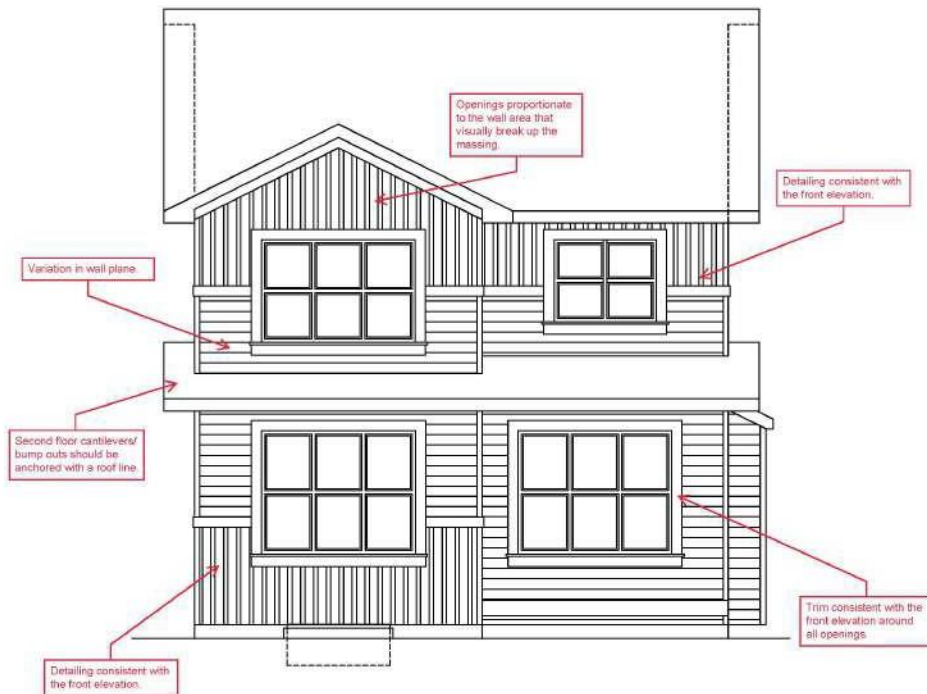 Openings proportionate
to the wall area that
visually break up the
massing.
Detailing consistent with
the front elevation.
Variation in wall plane.
Second floor cantilevers/
bump outs should be
anchored with a roof line.
Trim consistent with the
front elevation around
all openings.
Detailing consistent with
the front elevation.